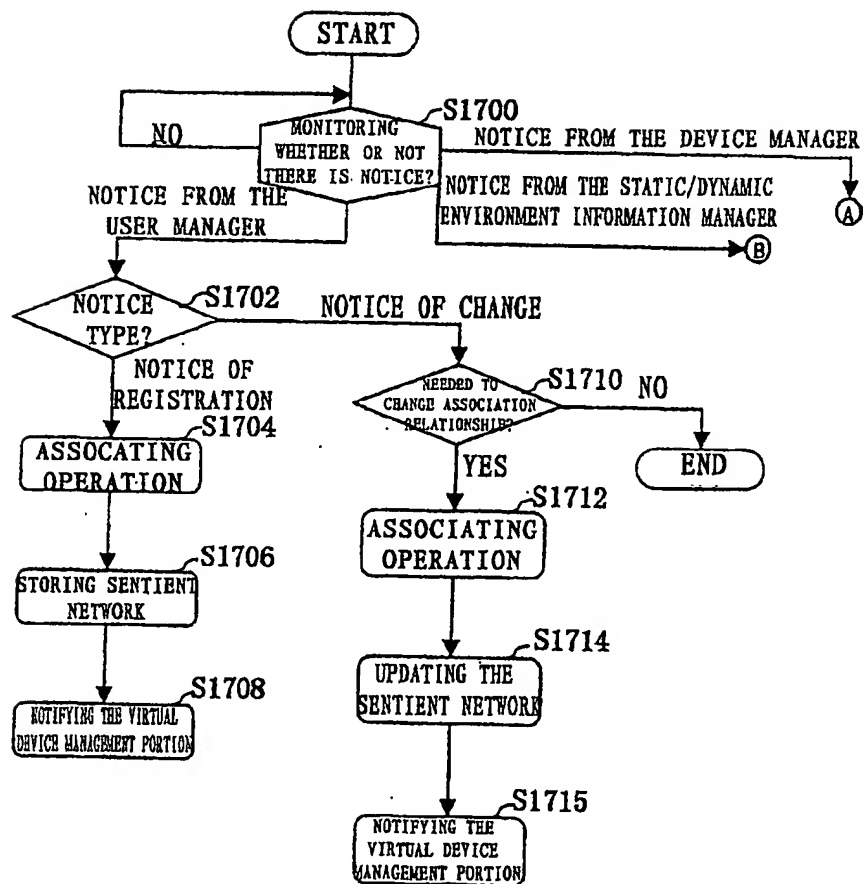 START
S1700
MONITORING
WHETHER OR NOT
THERE IS NOTICE?
NO
NOTICE FROM THE DEVICE MANAGER
A
NOTICE FROM THE STATIC/DYNAMIC
ENVIRONMENT INFORMATION MANAGER
B
NOTICE FROM THE
USER MANAGER
S1702
NOTICE
TYPE?
NOTICE OF CHANGE
NOTICE OF
REGISTRATION
S1710
NEEDED TO
CHANGE ASSOCIATION
RELATIONSHIP?
NO
END
YES
S1704
ASSOCATING
OPERATION
S1712
ASSOCIATING
OPERATION
S1706
STORING SENTIENT
NETWORK
S1714
UPDATING THE
SENTIENT NETWORK
S1708
NOTIFYING THE VIRTUAL
DEVICE MANAGEMENT PORTION
S1715
NOTIFYING THE
VIRTUAL DEVICE
MANAGEMENT PORTION